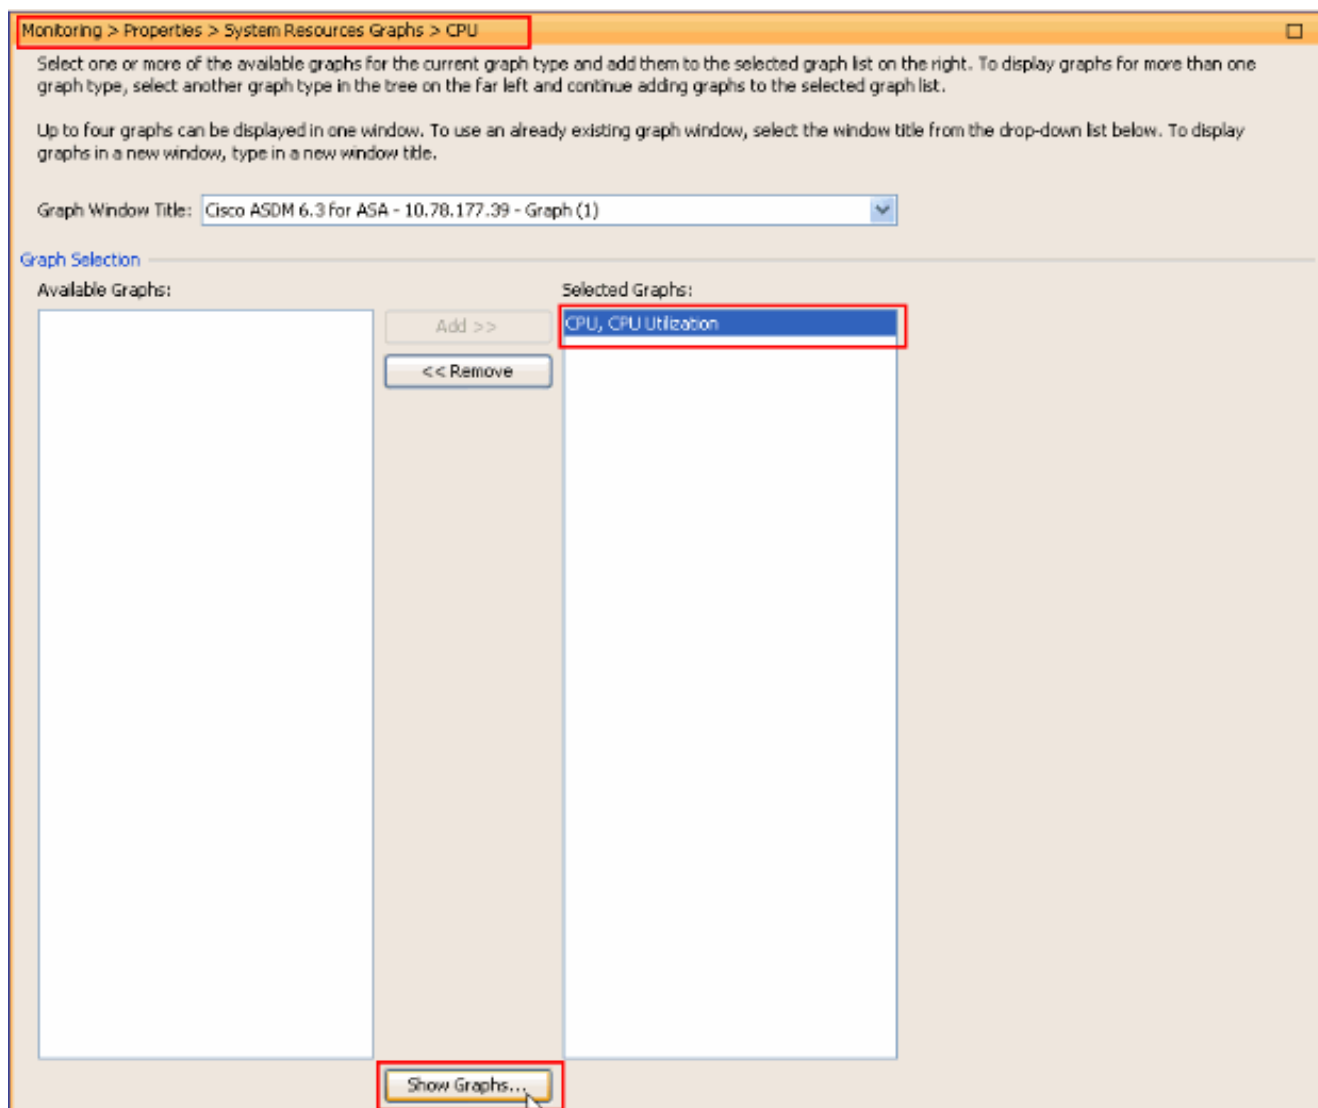 Monitoring > Properties > System Resources Graphs > CPU
Select one or more of the available graphs for the current graph type and add them to the selected graph list on the right. To display graphs for more than one
graph type, select another graph type in the tree on the far left and continue adding graphs to the selected graph list.
Up to four graphs can be displayed in one window. To use an already existing graph window, select the window title from the drop-down list below. To display
graphs in a new window, type in a new window title.
Graph Window Title: Cisco ASDM 6.3 for ASA - 10.78.177.39 - Graph (1)
Graph Selection
Available Graphs:
Selected Graphs:
Add >>
CPU, CPU Utilization
<< Remove
Show Graphs...